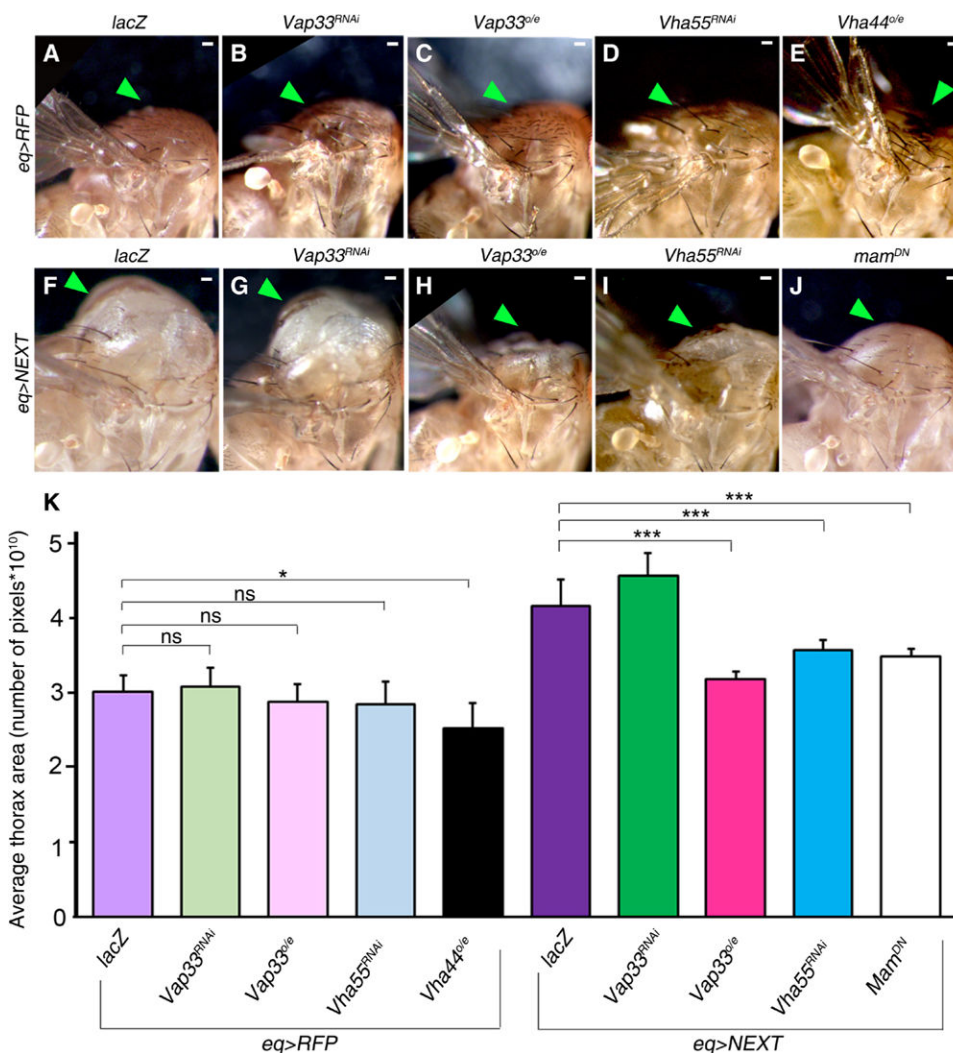 lacZ Vap33RNAi Vap33o/e Vha55RNAi Vha44o/e
eq>RFP
A B C D E
lacZ Vap33RNAi Vap33o/e Vha55RNAi mamDN
eq>NEXT
F G H I J
K
Average thorax area (number of pixels*10¹⁰)
5
4
3
2
1
0
ns
ns
ns
*
***
***
***
lacZ Vap33RNAi Vap33o/e Vha55RNAi Vha44o/e lacZ Vap33RNAi Vap33o/e Vha55RNAi MamDN
eq>RFP eq>NEXT